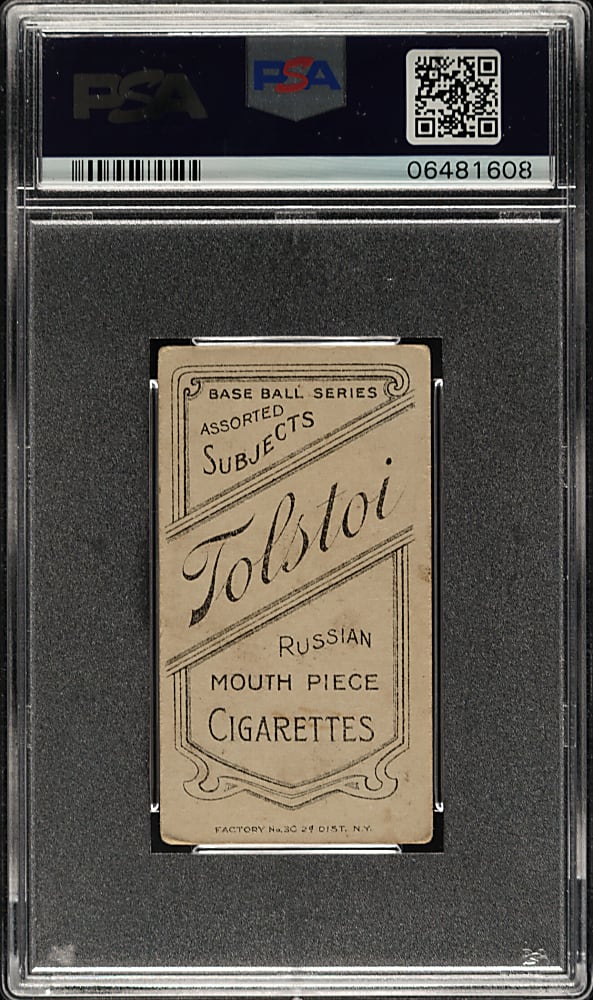 PSA
PSA
06481608
BASE BALL SERIES
ASSORTED
SUBJECTS
Tolstoi
RUSSIAN
MOUTH PIECE
CIGARETTES
FACTORY No. 30 2d DIST. N.Y.